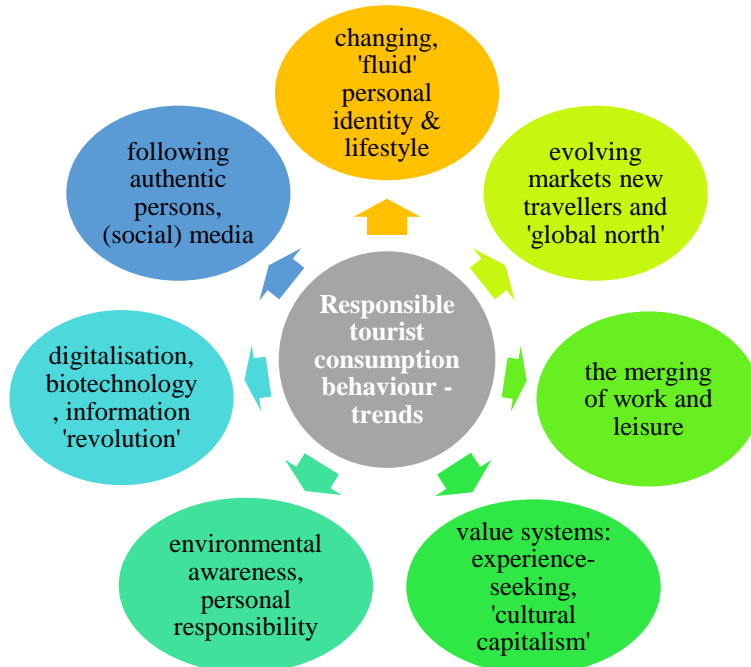 changing,
'fluid'
personal
identity &
lifestyle
following
authentic
persons,
(social) media
evolving
markets new
travellers and
'global north'
Responsible
tourist
consumption
behaviour -
trends
digitalisation,
biotechnology
, information
'revolution'
the merging
of work and
leisure
environmental
awareness,
personal
responsibility
value systems:
experience-
seeking,
'cultural
capitalism'